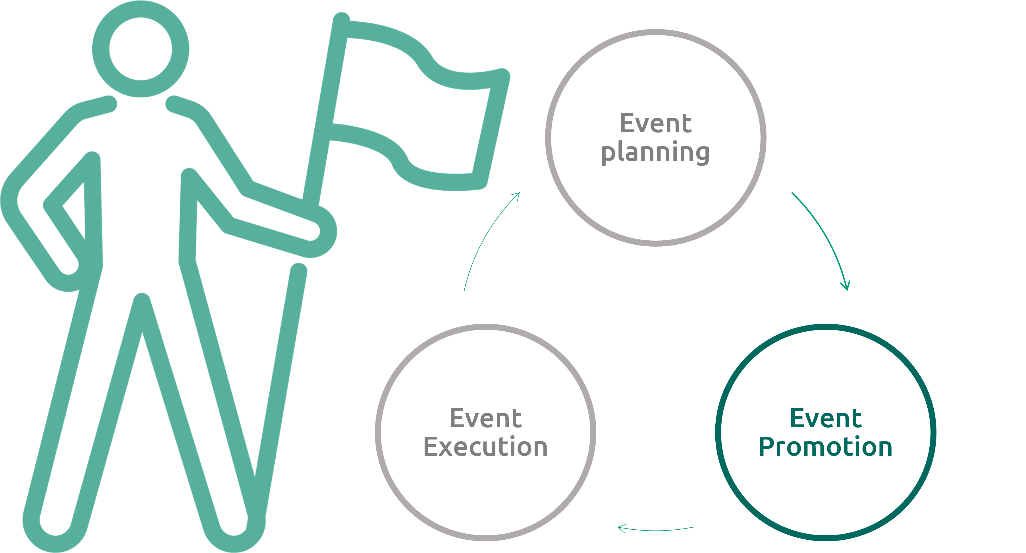 Event
planning
Event
Execution
Event
Promotion